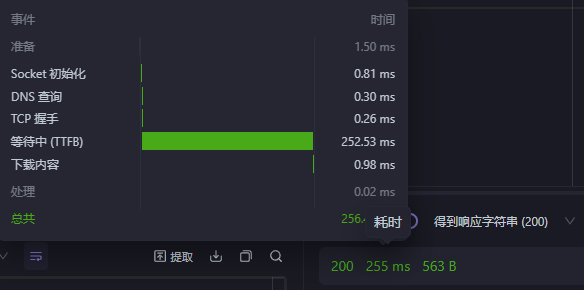 事件 时间
准备 1.50 ms
Socket 初始化 0.81 ms
DNS 查询 0.30 ms
TCP 握手 0.26 ms
等待中 (TTFB) 252.53 ms
下载内容 0.98 ms
处理 0.02 ms
总共 256.
耗时
得到响应字符串 (200)
提取
200 255 ms 563 B